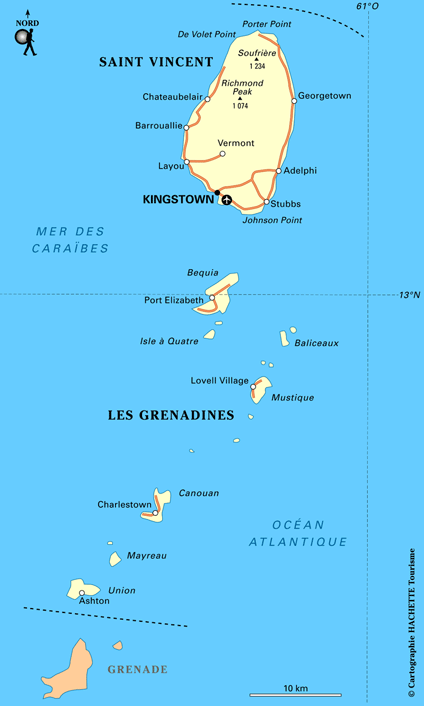 NORD
61°O
Porter Point
De Volet Point
Soufrière
1 234
SAINT VINCENT
Richmond
Peak
1 074
Chateaubelair
Georgetown
Barrouallie
Vermont
Layou
Adelphi
KINGSTOWN
Stubbs
Johnson Point
MER DES
CARAÏBES
Bequia
13°N
Port Elizabeth
Isle à Quatre
Baliceaux
Lovell Village
Mustique
LES GRENADINES
Canouan
Charlestown
OCÉAN
ATLANTIQUE
Mayreau
Union
Ashton
GRENADE
10 km
© Cartographie HACHETTE Tourisme